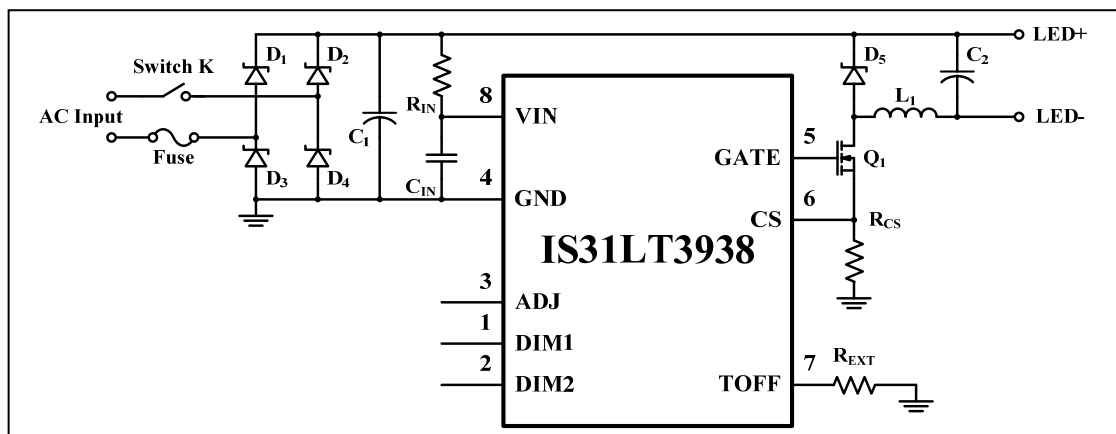 LED+
D1
D2
D5
C2
Switch K
8
RIN
VIN
L1
AC Input
C1
LED-
5
Fuse
GATE
Q1
D3
D4
CIN
4
GND
6
CS
RCS
IS31LT3938
3
ADJ
1
DIM1
2
DIM2
7
REXT
TOFF